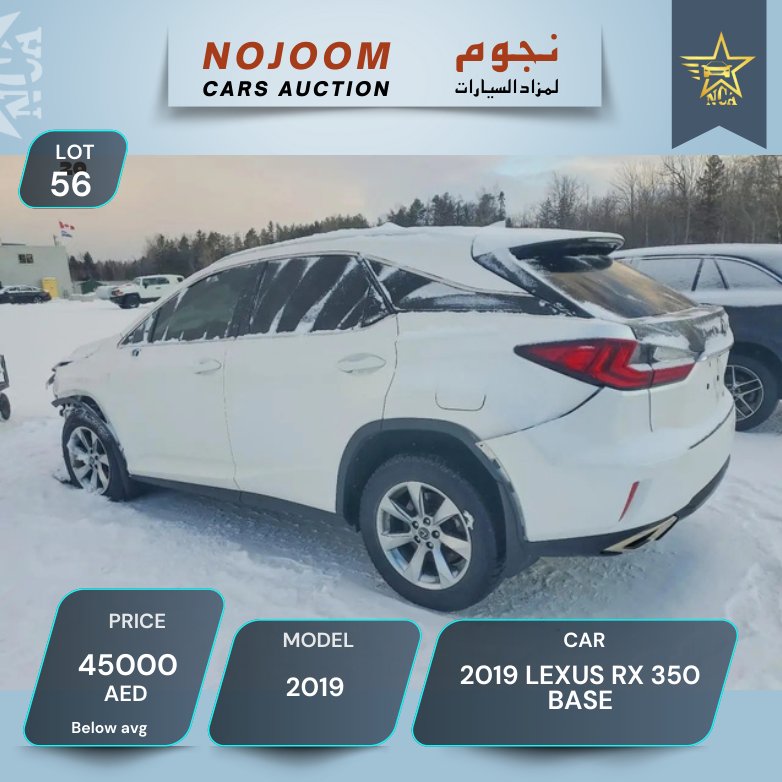 NCA
NOJOOM
CARS AUCTION
نجوم
لمزاد السيارات
NCA
LOT
56
PRICE
45000
AED
Below avg
MODEL
2019
CAR
2019 LEXUS RX 350
BASE